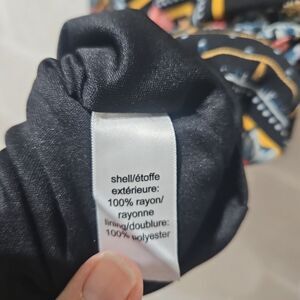 shell/étoffe
extérieure:
100% rayon/
rayonne
lining/doublure:
100% polyester